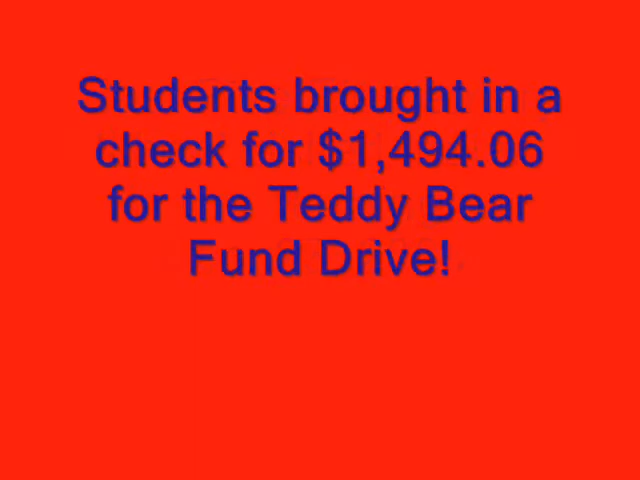 Students brought in a
check for $1,494.06
for the Teddy Bear
Fund Drive!